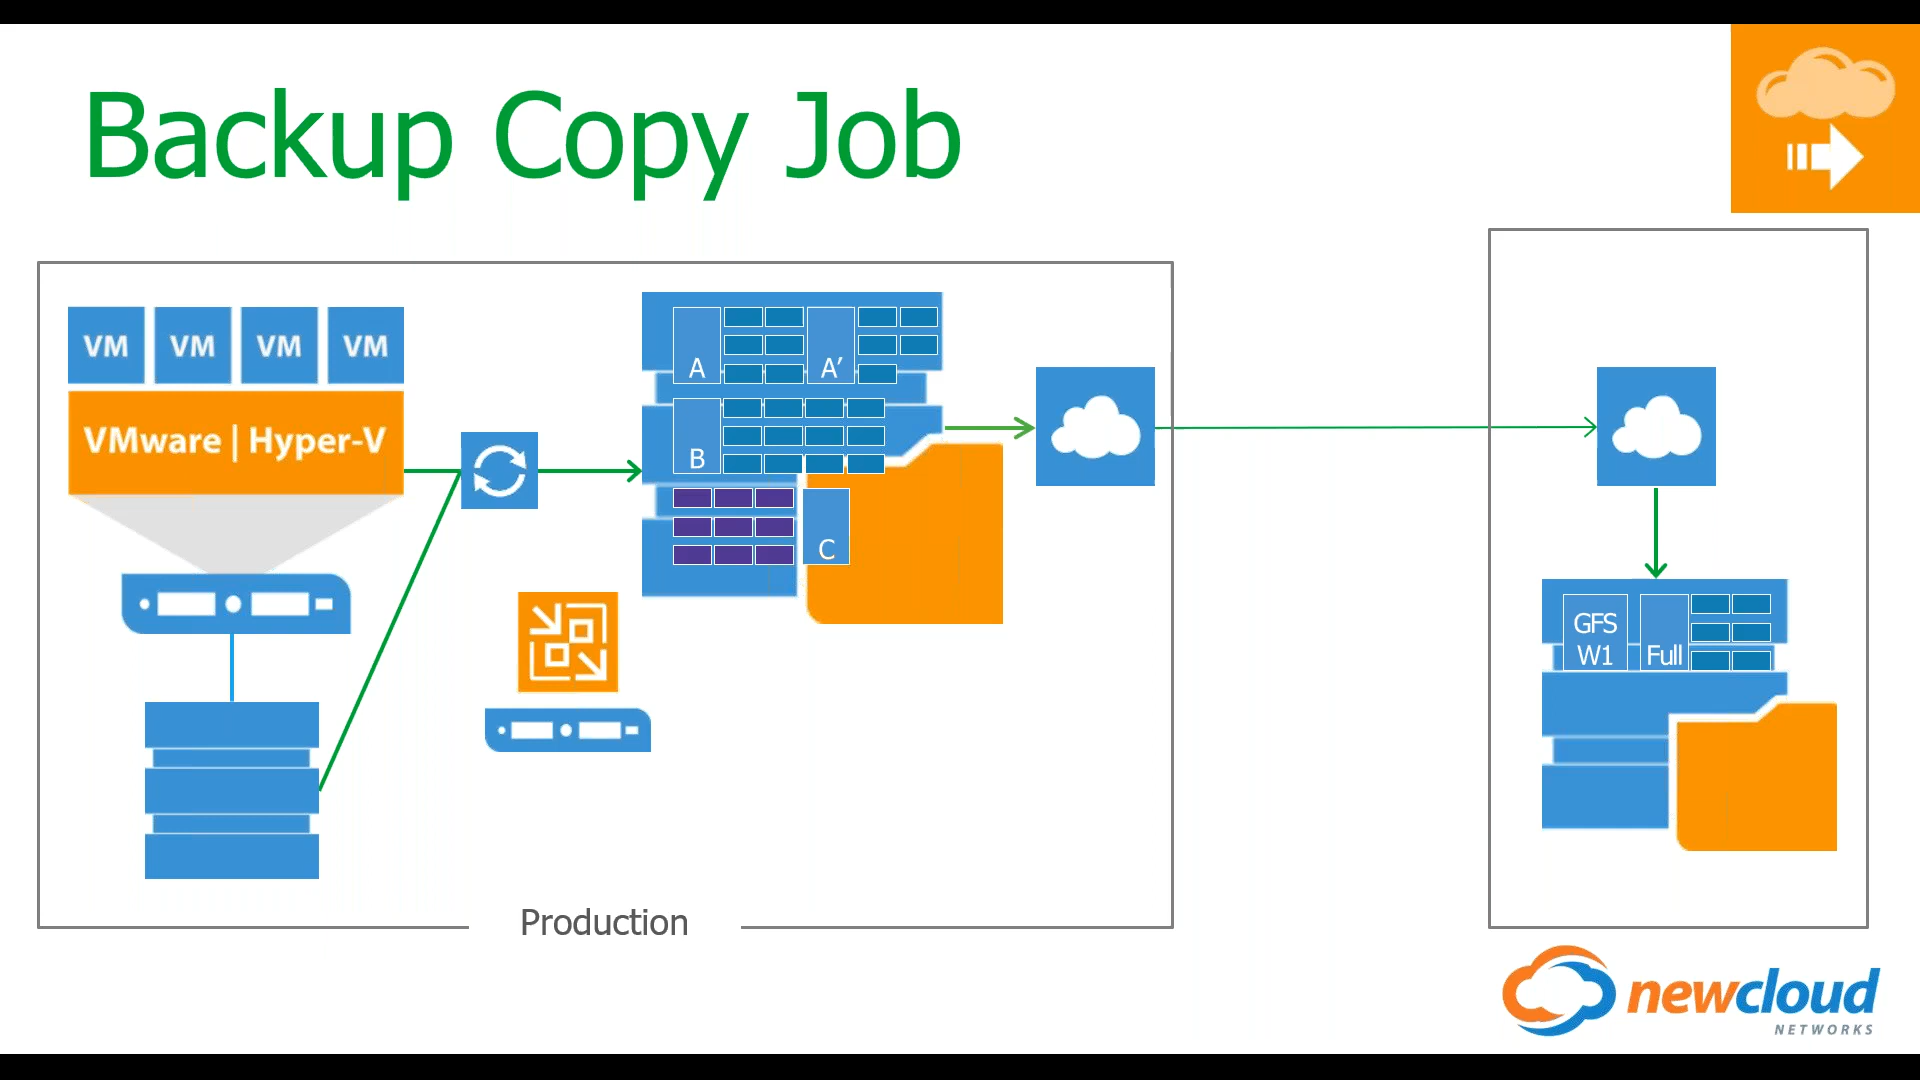 Backup Copy Job
VM VM VM VM
VMware | Hyper-V
A A’
B
C
GFS
W1 Full
Production
newcloud
NETWORKS